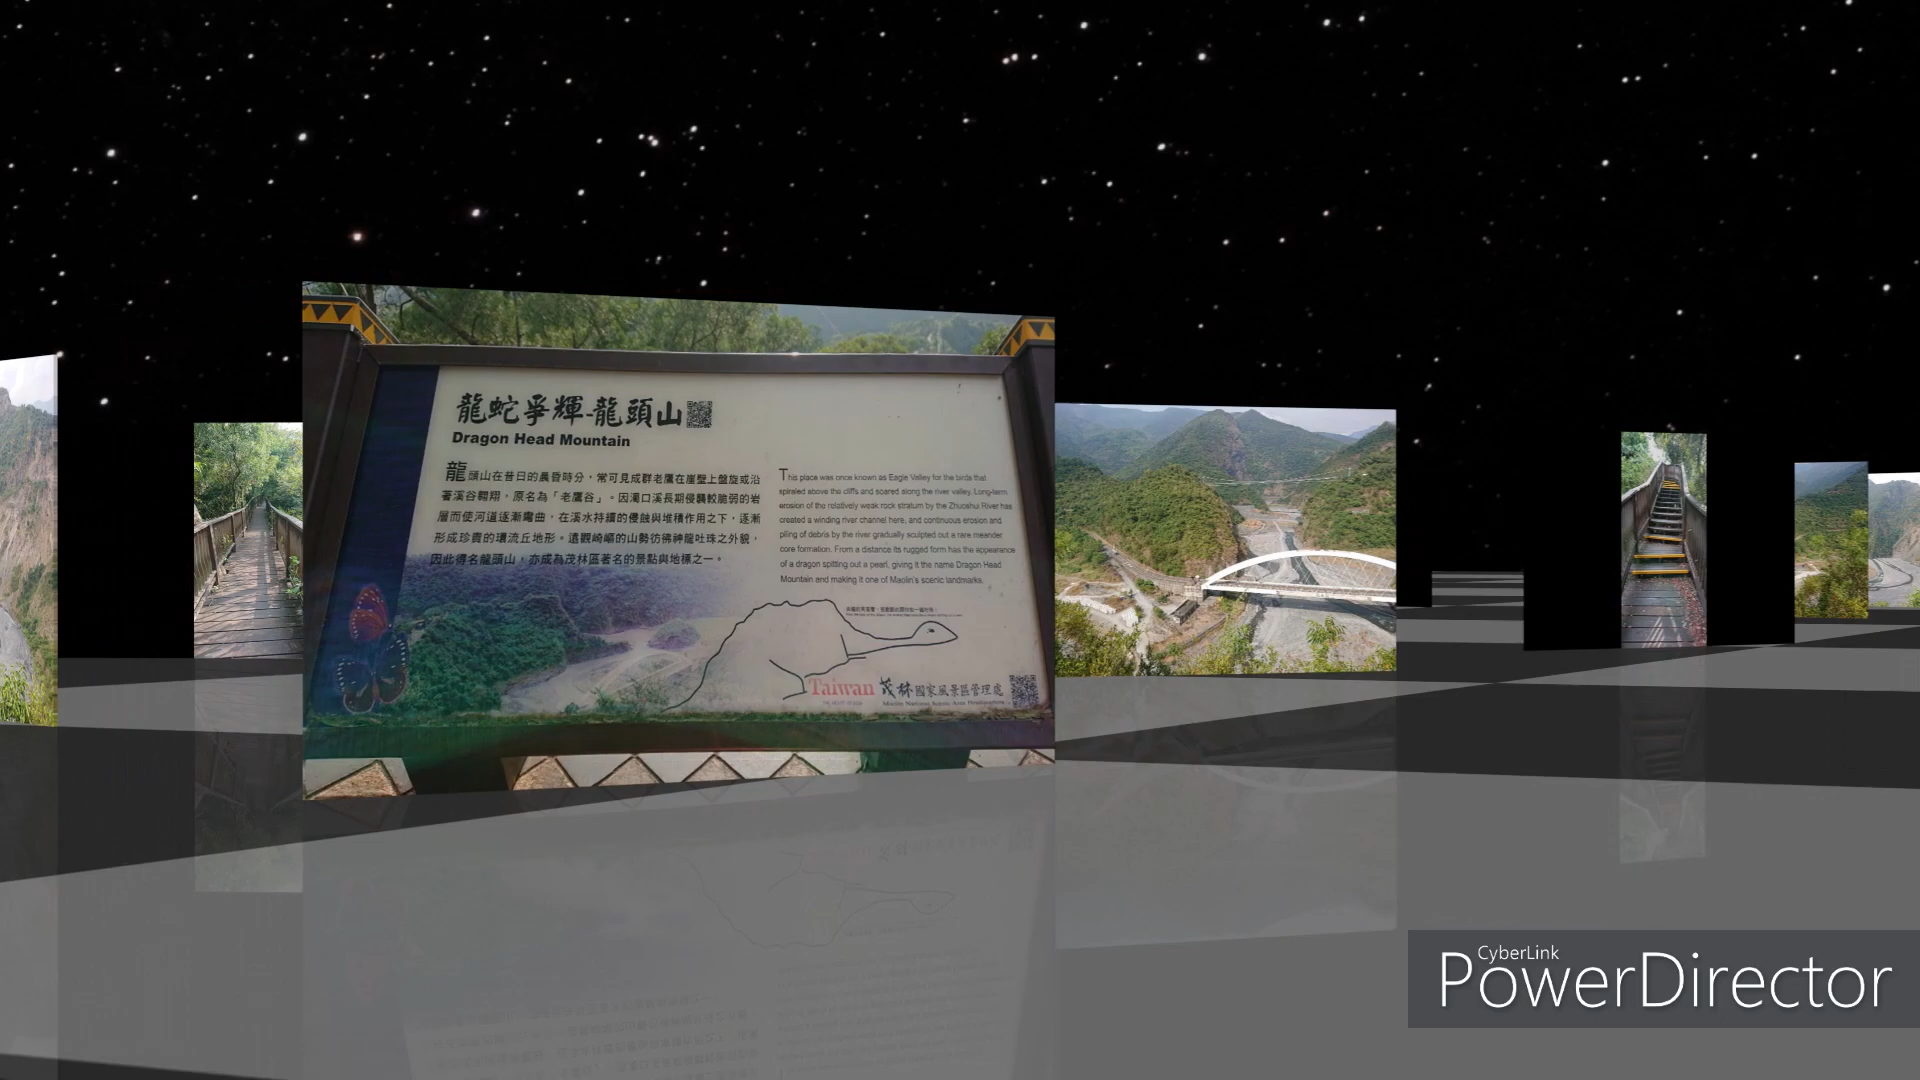 龍蛇爭輝-龍頭山
Dragon Head Mountain
龍頭山在昔日的晨昏時分，常可見成群老鷹在崖壁上盤旋或沿
著溪谷翱翔，原名為「老鷹谷」。因濁口溪長期侵襲較脆弱的岩
層而使河道逐漸彎曲，在溪水持續的侵蝕與堆積作用之下，逐漸
形成珍貴的環流丘地形。遠觀崎嶇的山勢彷彿神龍吐珠之外貌，
因此得名龍頭山，亦成為茂林區著名的景點與地標之一。
This place was once known as Eagle Valley for the birds that
spiraled above the cliffs and soared along the river valley. Long-term
erosion of the relatively weak rock stratum by the Zhuoshui River has
created a winding river channel here, and continuous erosion and
piling of debris by the river gradually sculpted out a rare meander
core formation. From a distance its rugged form has the appearance
of a dragon spitting out a pearl, giving it the name Dragon Head
Mountain and making it one of Maolin's scenic landmarks.
Taiwan
茂林國家風景區管理處
Maolin National Scenic Area Headquarters
CyberLink
PowerDirector